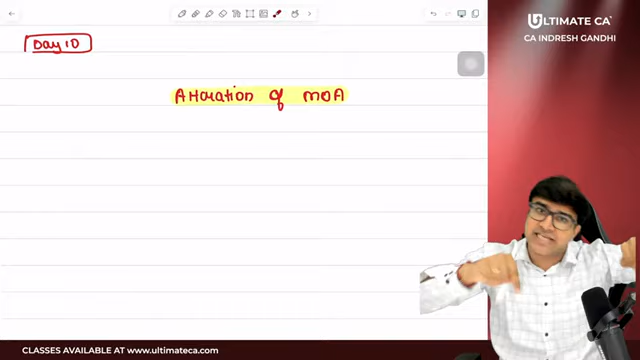 Day 10
ULTIMATE CA
CA INDRESH GANDHI
Alteration of MOA
CLASSES AVAILABLE AT www.ultimateca.com